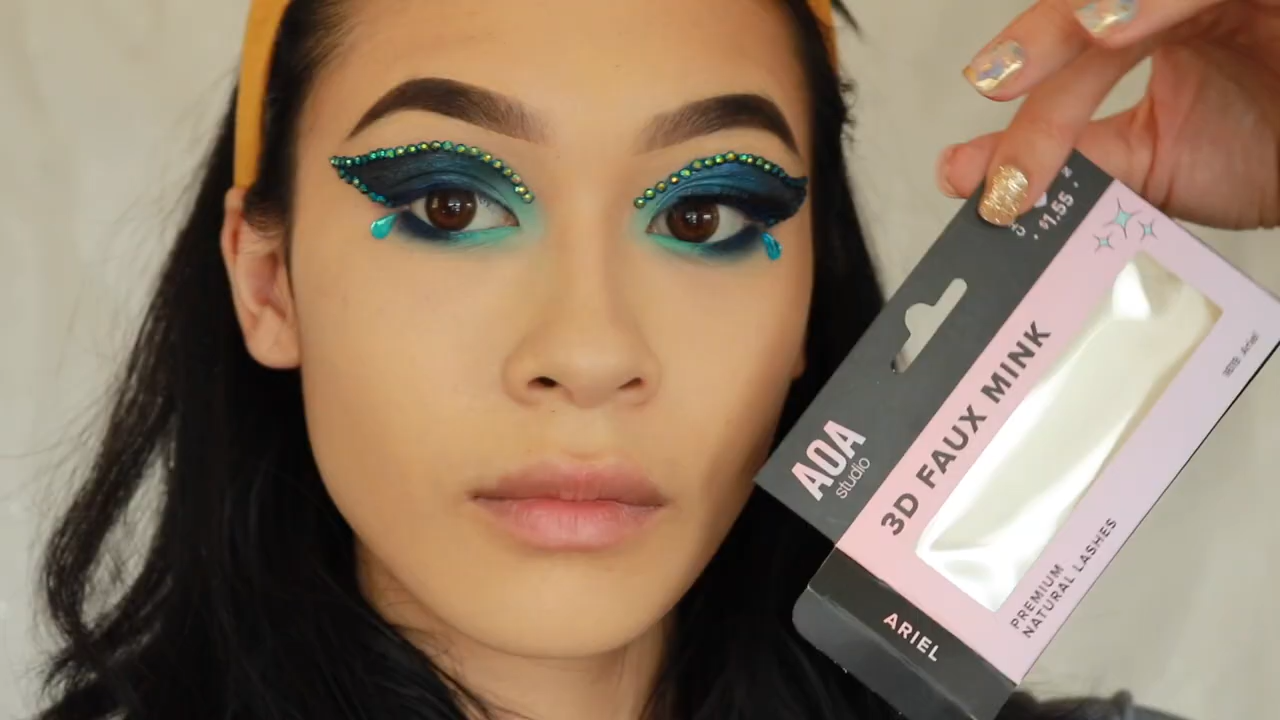 $1.55
AOA
studio
3D FAUX MINK
PREMIUM
NATURAL LASHES
ARIEL